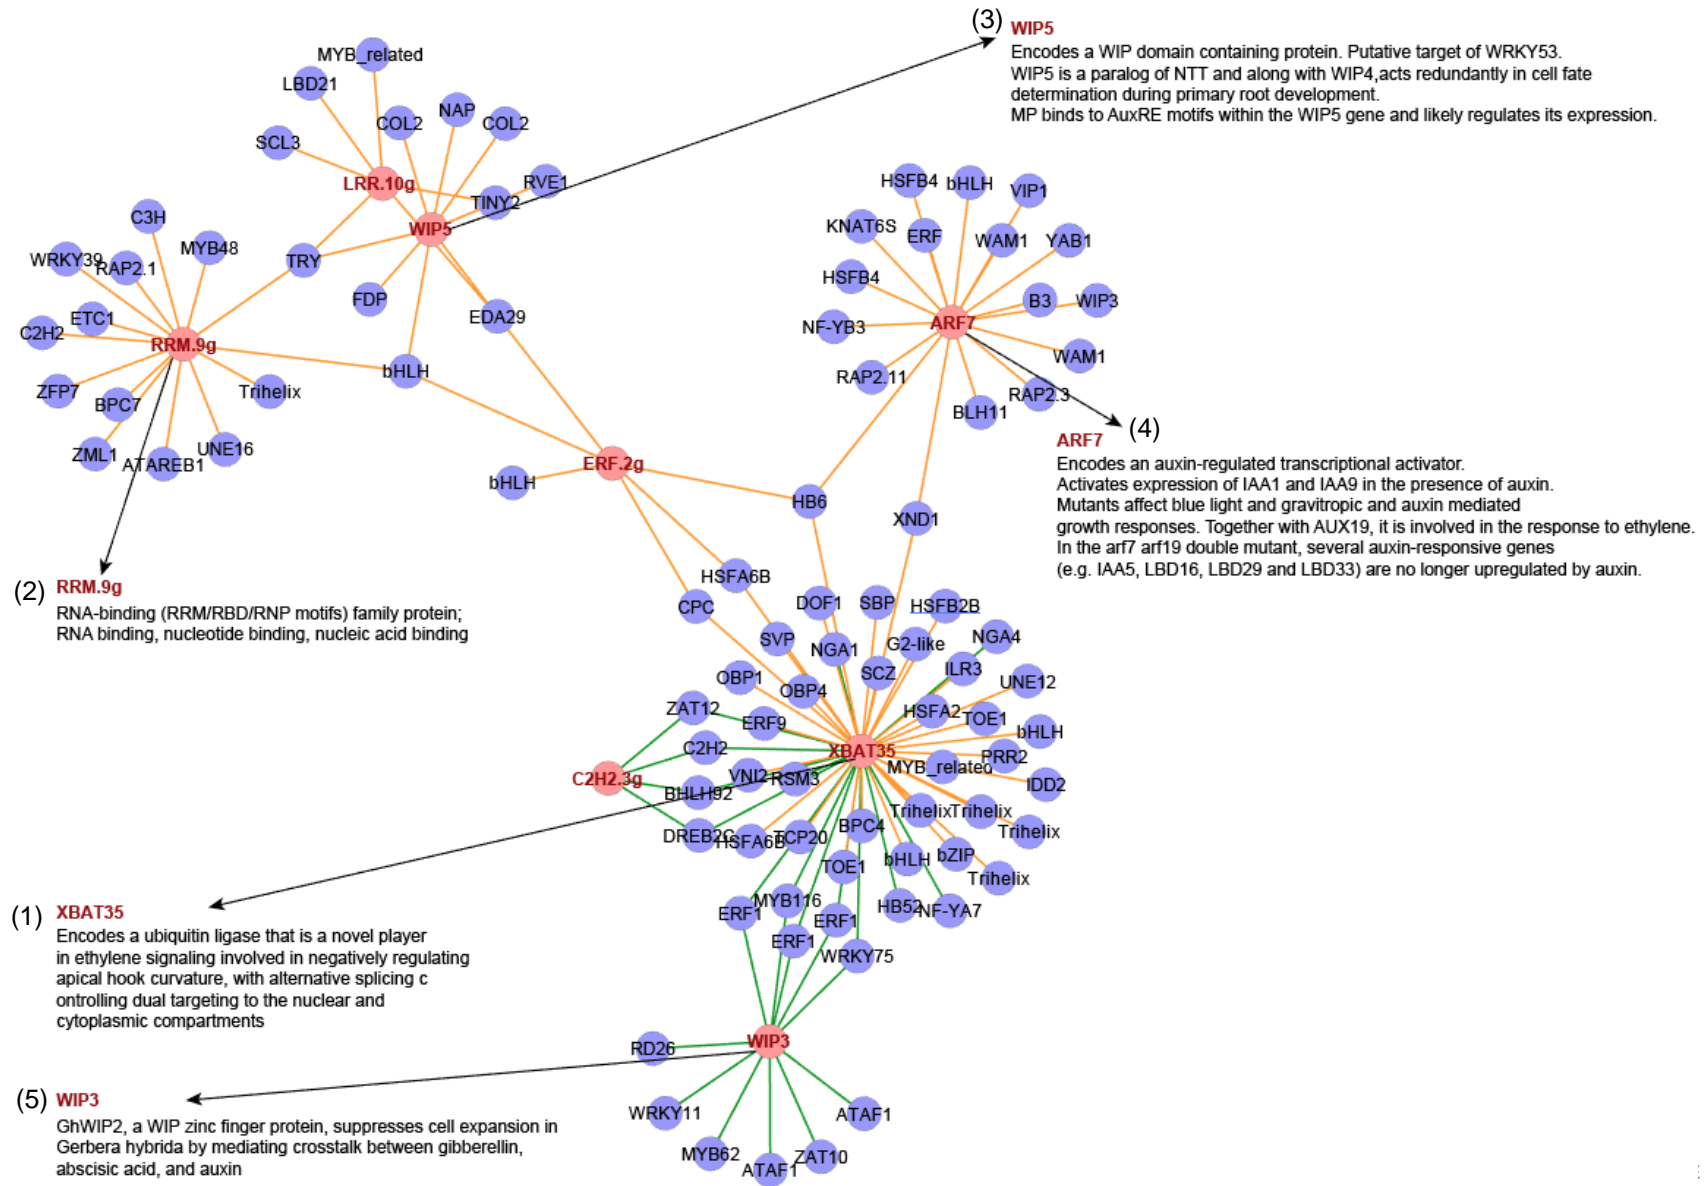 (3) WIP5
Encodes a WIP domain containing protein. Putative target of WRKY53.
WIP5 is a paralog of NTT and along with WIP4,acts redundantly in cell fate
determination during primary root development.
MP binds to AuxRE motifs within the WIP5 gene and likely regulates its expression.
MYB_related
LBD21
NAP
COL2
COL2
SCL3
LRR.10g
RVE1
TINY2
WIP5
C3H
MYB48
WRKY39
RAP2.1
TRY
FDP
EDA29
ETC1
C2H2
RRM.9g
bHLH
ZFP7
BPC7
Trihelix
ZML1
ATAREB1
UNE16
HSFB4
bHLH
VIP1
KNAT6S
ERF
WAM1
YAB1
HSFB4
B3
WIP3
NF-YB3
ARF7
WAM1
RAP2.11
RAP2.3
BLH11
(4)
ARF7
Encodes an auxin-regulated transcriptional activator.
Activates expression of IAA1 and IAA9 in the presence of auxin.
Mutants affect blue light and gravitropic and auxin mediated
growth responses. Together with AUX19, it is involved in the response to ethylene.
In the arf7 arf19 double mutant, several auxin-responsive genes
(e.g. IAA5, LBD16, LBD29 and LBD33) are no longer upregulated by auxin.
ERF.2g
bHLH
HB6
XND1
(2) RRM.9g
RNA-binding (RRM/RBD/RNP motifs) family protein;
RNA binding, nucleotide binding, nucleic acid binding
HSFA6B
CPC
DOF1
SBP
HSFB2B
SVP
NGA1
G2-like
NGA4
SCZ
ILR3
OBP1
OBP4
UNE12
ZAT12
ERF9
HSFA2
TOE1
bHLH
C2H2
XBAT35
PRR2
MYB_related
C2H2.3g
VNI2
RSM3
IDD2
BHLH92
Trihelix
Trihelix
Trihelix
DREB2C
HSFA6B
TCP20
BPC4
TOE1
bHLH
bZIP
Trihelix
MYB116
ERF1
ERF1
HB52
NF-YA7
ERF1
WRKY75
(1) XBAT35
Encodes a ubiquitin ligase that is a novel player
in ethylene signaling involved in negatively regulating
apical hook curvature, with alternative splicing c
ontrolling dual targeting to the nuclear and
cytoplasmic compartments
WIP3
RD26
WRKY11
ATAF1
MYB62
ATAF1
ZAT10
(5) WIP3
GhWIP2, a WIP zinc finger protein, suppresses cell expansion in
Gerbera hybrida by mediating crosstalk between gibberellin,
abscisic acid, and auxin